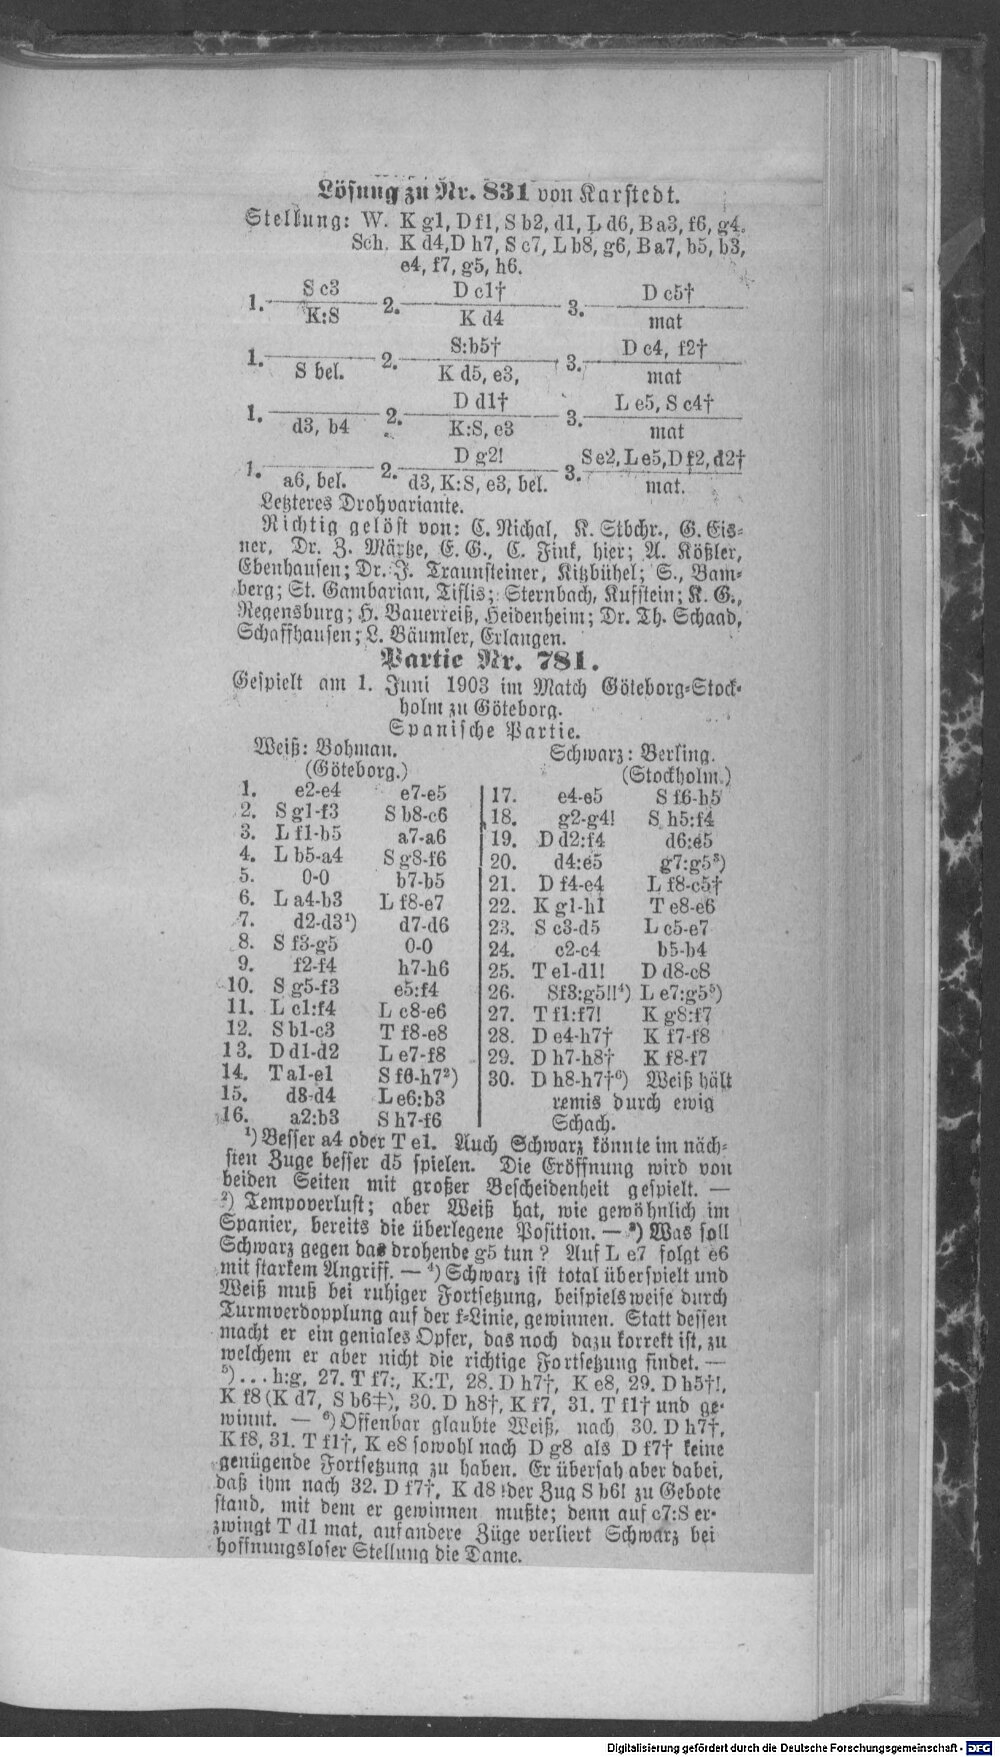 Lösung zu Nr. 831 von Karstedt.
Stellung: W. K g1, D f1, S b2, d1, L d6, B a3, f6, g4.
Sch. K d4, D h7, S c7, L b8, g6, B a7, b5, b3,
e4, f7, g5, h6.
1. S c3 2. D c1† 3. D c5†
K:S K d4 mat
1. 2. S:b5† 3. D c4, f2†
S bel. K d5, e3, mat
1. 2. D d1† 3. L e5, S c4†
d3, b4 K:S, e3 mat
1. 2. D g2! 3. S e2, L e5, D f2, d2†
a6, bel. d3, K:S, e3, bel. mat.
Letzteres Drohvariante.
Richtig gelöst von: C. Nichal, K. Stbchr., G. Eis-
ner, Dr. Z. Märtze, E. G., C. Fink, hier; A. Kößler,
Ebenhausen; Dr. J. Traunsteiner, Kitzbühel; S., Bam-
berg; St. Gambarian, Tiflis; Sternbach, Kufstein; K. G.,
Regensburg; H. Bauerreiß, Heidenheim; Dr. Th. Schaad,
Schaffhausen; L. Bäumler, Erlangen.
Partie Nr. 781.
Gespielt am 1. Juni 1903 im Match Göteborg-Stock-
holm zu Göteborg.
Spanische Partie.
Weiß: Bohman. Schwarz: Berling.
(Göteborg.) (Stockholm.)
1. e2-e4 e7-e5
2. S g1-f3 S b8-c6
3. L f1-b5 a7-a6
4. L b5-a4 S g8-f6
5. 0-0 b7-b5
6. L a4-b3 L f8-e7
7. d2-d3¹) d7-d6
8. S f3-g5 0-0
9. f2-f4 h7-h6
10. S g5-f3 e5:f4
11. L c1:f4 L c8-e6
12. S b1-c3 T f8-e8
13. D d1-d2 L e7-f8
14. T a1-e1 S f6-h7²)
15. d3-d4 L e6:b3
16. a2:b3 S h7-f6
17. e4-e5 S f6-h5
18. g2-g4! S h5:f4
19. D d2:f4 d6:e5
20. d4:e5 g7:g5³)
21. D f4-e4 L f8-c5†
22. K g1-h1 T e8-e6
23. S c3-d5 L c5-e7
24. c2-c4 b5-b4
25. T e1-d1! D d8-c8
26. Sf3:g5!!⁴) L e7:g5⁵)
27. T f1:f7! K g8:f7
28. D e4-h7† K f7-f8
29. D h7-h8† K f8-f7
30. D h8-h7†⁶) Weiß hält
remis durch ewig
Schach.
¹) Besser a4 oder T e1. Auch Schwarz könnte im näch-
sten Zuge besser d5 spielen. Die Eröffnung wird von
beiden Seiten mit großer Bescheidenheit gespielt. —
²) Tempoverlust; aber Weiß hat, wie gewöhnlich im
Spanier, bereits die überlegene Position. — ³) Was soll
Schwarz gegen das drohende g5 tun? Auf L e7 folgt e6
mit starkem Angriff. — ⁴) Schwarz ist total überspielt und
Weiß muß bei ruhiger Fortsetzung, beispielsweise durch
Turmverdopplung auf der f-Linie, gewinnen. Statt dessen
macht er ein geniales Opfer, das noch dazu korrekt ist, zu
welchem er aber nicht die richtige Fortsetzung findet. —
⁵) ... h:g, 27. T f7:, K:T, 28. D h7†, K e8, 29. D h5†!,
K f8 (K d7, S b6‡), 30. D h8†, K f7, 31. T f1† und ge-
winnt. — ⁶) Offenbar glaubte Weiß, nach 30. D h7†,
K f8, 31. T f1†, K e8 sowohl nach D g8 als D f7† keine
genügende Fortsetzung zu haben. Er übersah aber dabei,
daß ihm nach 32. D f7†, K d8 der Zug S b6! zu Gebote
stand, mit dem er gewinnen mußte; denn auf c7:S er-
zwingt T d1 mat, auf andere Züge verliert Schwarz bei
hoffnungsloser Stellung die Dame.
Digitalisierung gefördert durch die Deutsche Forschungsgemeinschaft - DFG